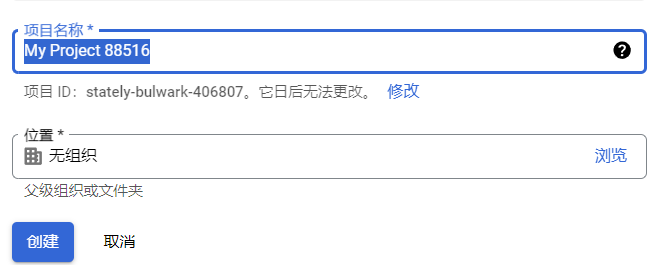 项目名称 *
My Project 88516
项目 ID：stately-bulwark-406807。它日后无法更改。 修改
位置 *
无组织 浏览
父级组织或文件夹
创建 取消